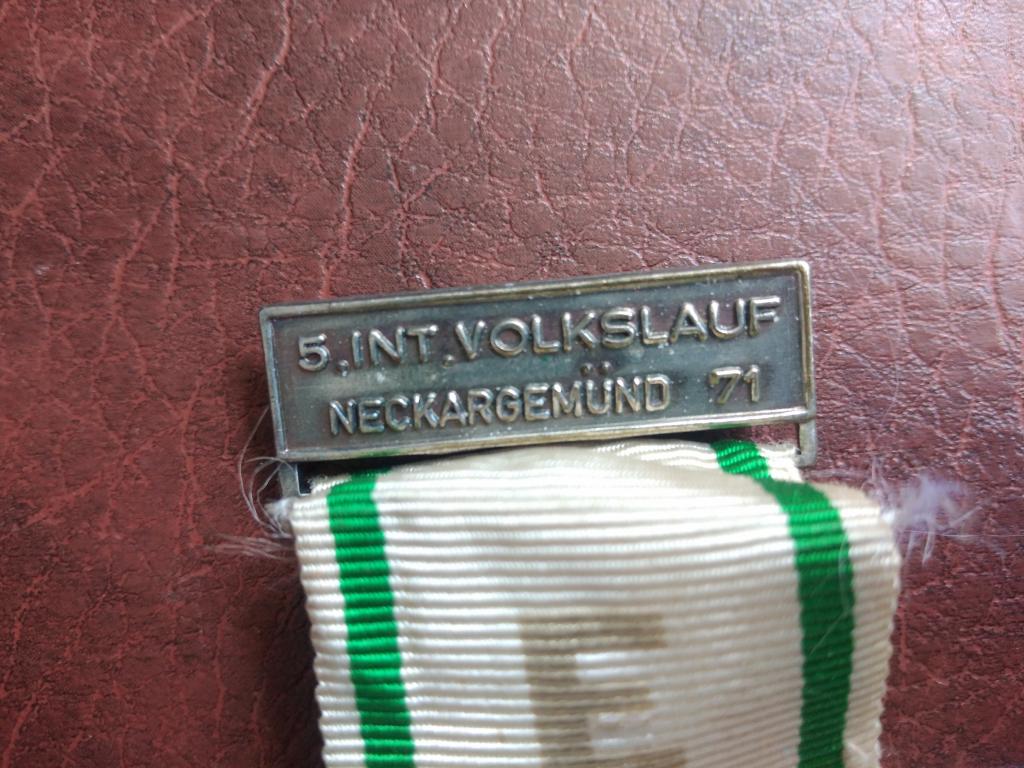 5. INT. VOLKSLAUF
NECKARGEMÜND '71
E